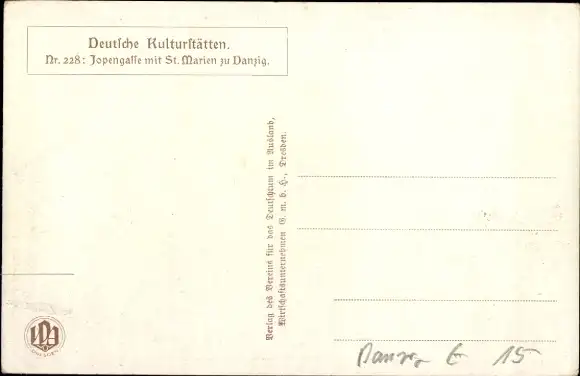 Deutſche Kulturſtätten.
Nr. 228: Jopengaſſe mit St. Marien zu Danzig.
Verlag des Vereins für das Deutſchtum im Ausland,
Wirtſchaftsunternehmen G. m. b. H., Dresden.
E 15